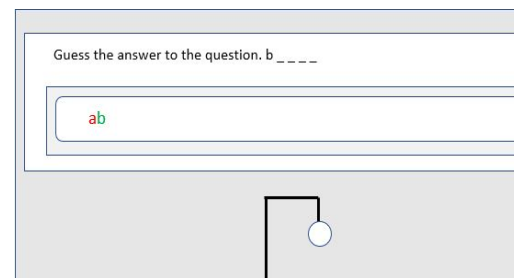 Guess the answer to the question. b _ _ _ _
ab